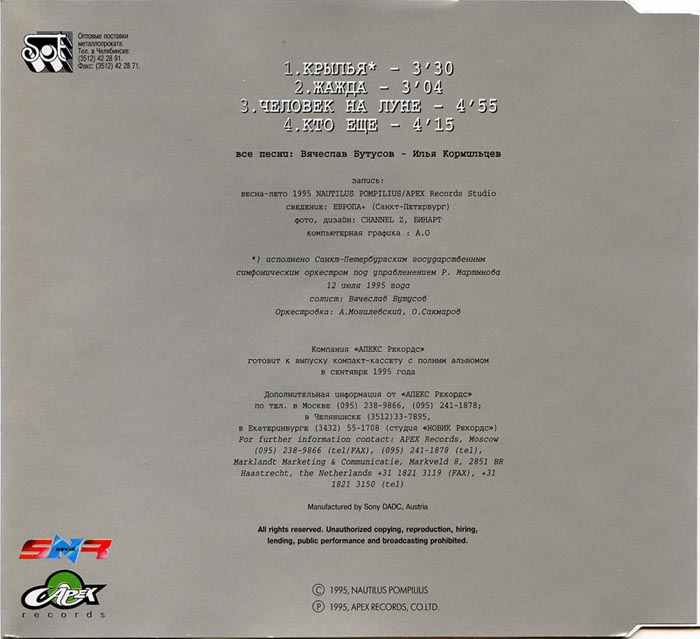 Sot
Оптовые поставки
металлопроката.
Тел. в Челябинске:
(3512) 42 28 91.
Факс: (3512) 42 28 71.
1.КРЫЛЬЯ* - 3'30
2.ЖАЖДА - 3'04
3.ЧЕЛОВЕК НА ЛУНЕ - 4'55
4.КТО ЕЩЕ - 4'15
все песни: Вячеслав Бутусов - Илья Кормильцев
запись:
весна-лето 1995 NAUTILUS POMPILIUS/APEX Records Studio
сведение: ЕВРОПА+ (Санкт-Петербург)
фото, дизайн: CHANNEL Z, БИНАРТ
компьютерная графика : А.О
*) исполнено Санкт-Петербургским государственным
симфоническим оркестром под управленением Р. Мартынова
12 июля 1995 года
солист: Вячеслав Бутусов
Оркестровка: А.Могилевский, О.Сакмаров
Компания «АПЕКС Рекордс»
готовит к выпуску компакт-кассету с полным альбомом
в сентябре 1995 года
Дополнительная информация от «АПЕКС Рекордс»
по тел. в Москве (095) 238-9866, (095) 241-1878;
в Челябинске (3512)33-7895,
в Екатеринбурге (3432) 55-1708 (студия «НОВИК Рекордс»)
For further information contact: APEX Records, Moscow
(095) 238-9866 (tel/FAX), (095) 241-1878 (tel),
Marklandt Marketing & Communicatie, Markveld 8, 2851 BR
Haastrecht, the Netherlands +31 1821 3119 (FAX), +31
1821 3150 (tel)
Manufactured by Sony DADC, Austria
All rights reserved. Unauthorized copying, reproduction, hiring,
lending, public performance and broadcasting prohibited.
SNR
NOVIK
APEX
records
© 1995, NAUTILUS POMPILIUS
℗ 1995, APEX RECORDS, CO.LTD.